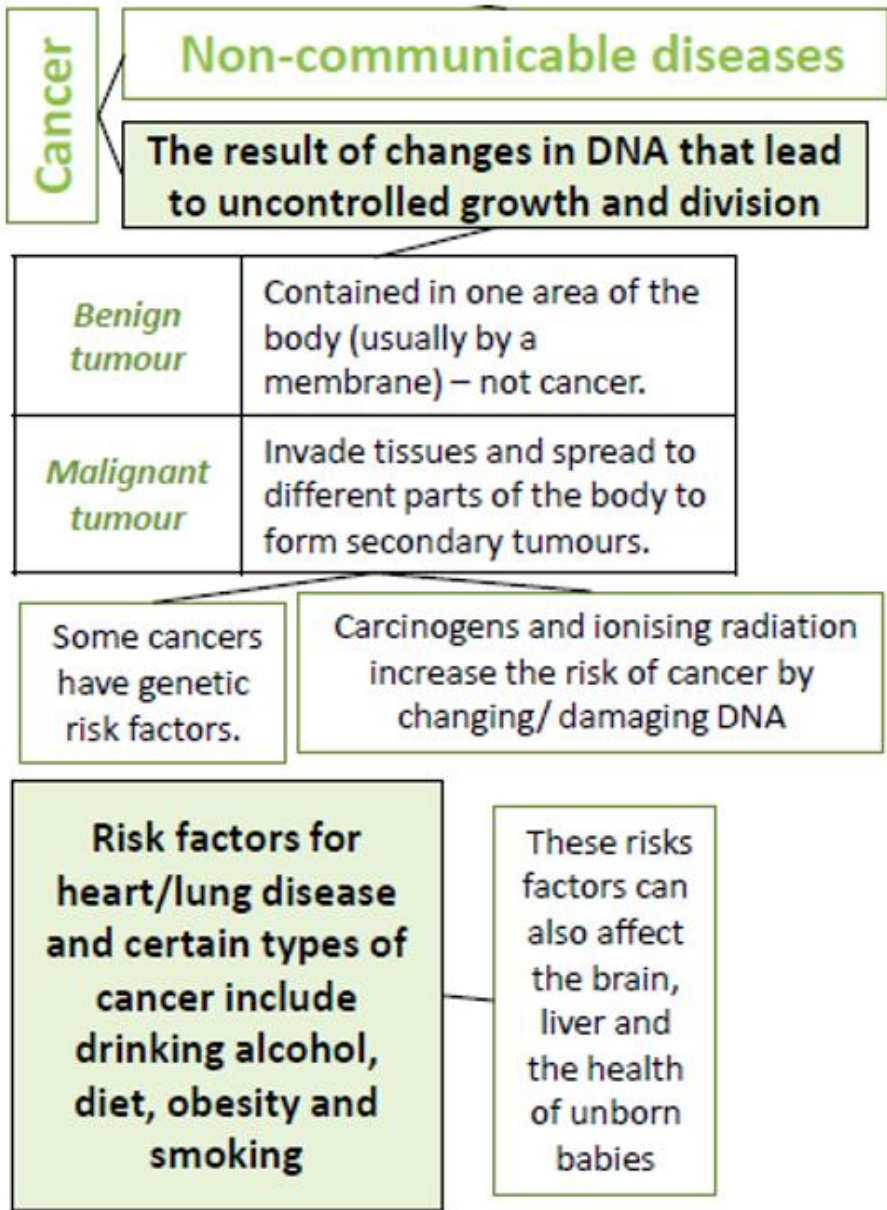 Cancer
Non-communicable diseases
The result of changes in DNA that lead
to uncontrolled growth and division
Benign
tumour
Contained in one area of the
body (usually by a
membrane) – not cancer.
Malignant
tumour
Invade tissues and spread to
different parts of the body to
form secondary tumours.
Some cancers
have genetic
risk factors.
Carcinogens and ionising radiation
increase the risk of cancer by
changing/ damaging DNA
Risk factors for
heart/lung disease
and certain types of
cancer include
drinking alcohol,
diet, obesity and
smoking
These risks
factors can
also affect
the brain,
liver and
the health
of unborn
babies